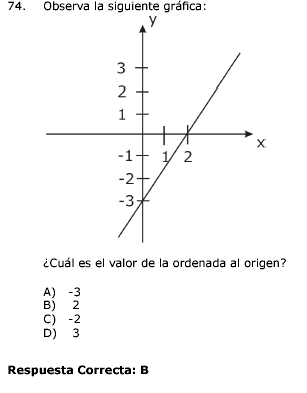 74. Observa la siguiente gráfica:
y
3
2
1
x
-1 1 2
-2
-3
¿Cuál es el valor de la ordenada al origen?
A) -3
B) 2
C) -2
D) 3
Respuesta Correcta: B